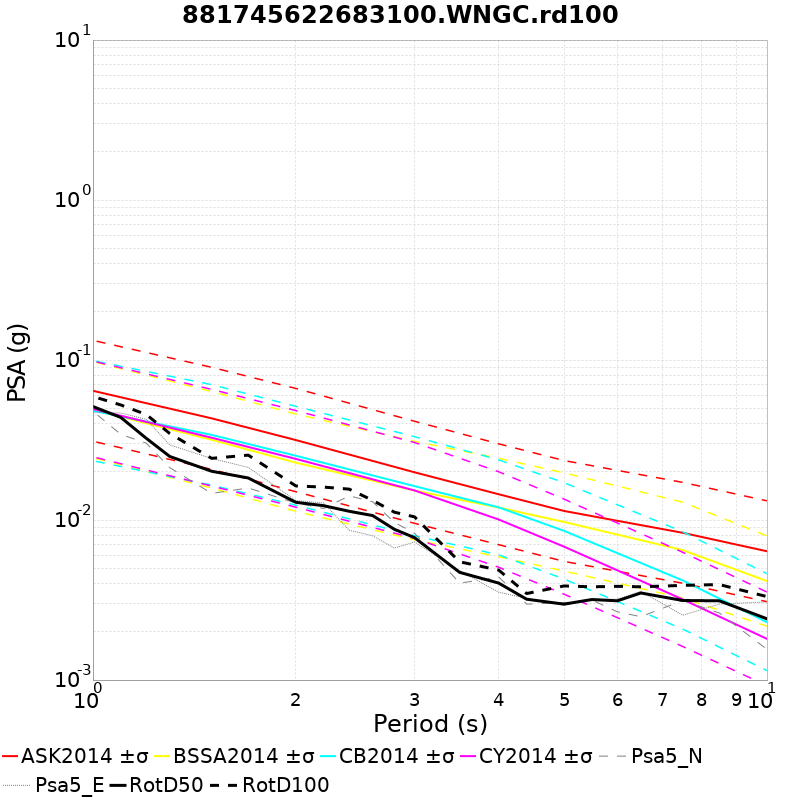 881745622683100.WNGC.rd100
10^1
10^0
10^-1
10^-2
10^-3
PSA (g)
10^0 2 3 4 5 6 7 8 9 10^1
Period (s)
ASK2014 ±σ BSSA2014 ±σ CB2014 ±σ CY2014 ±σ Psa5_N
Psa5_E RotD50 RotD100